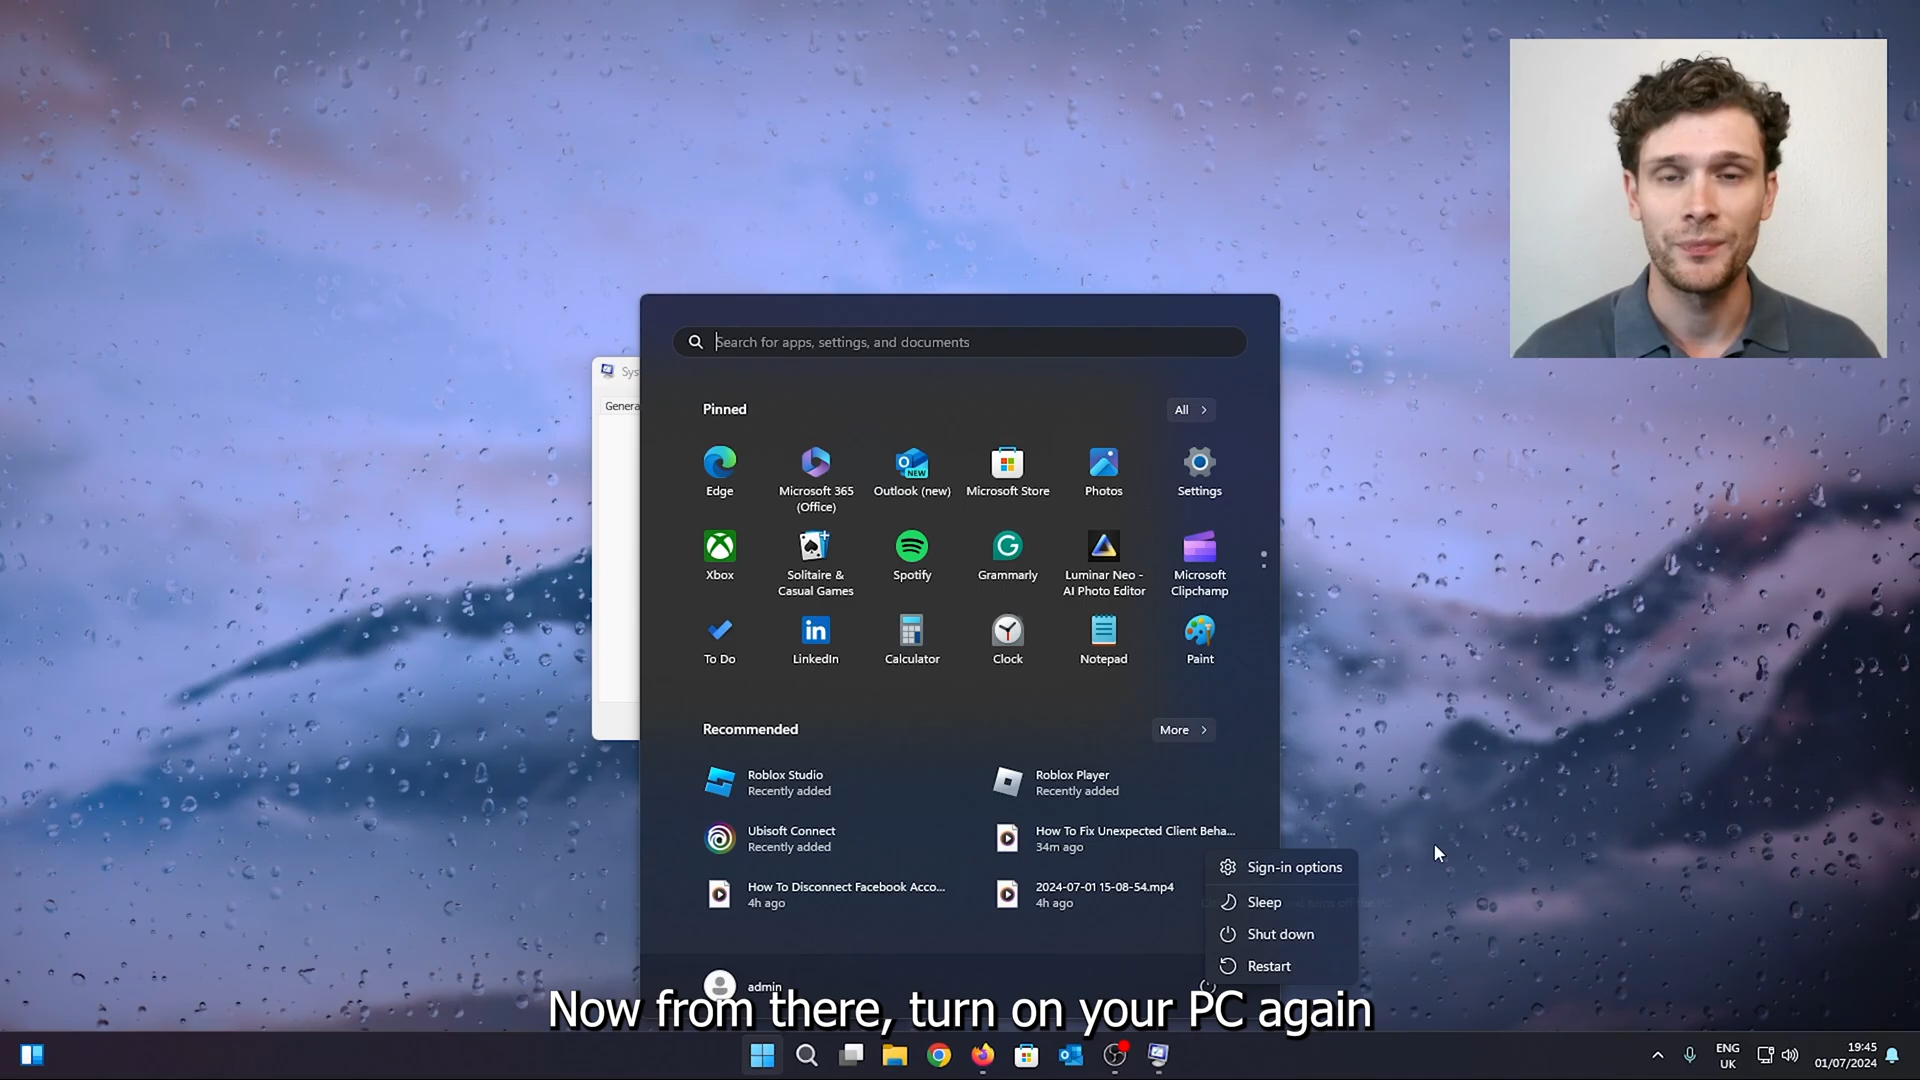 Search for apps, settings, and documents
Sys
Genera
Pinned
All
Edge
Microsoft 365
(Office)
Outlook (new)
NEW
Microsoft Store
Photos
Settings
Xbox
Solitaire &
Casual Games
Spotify
Grammarly
Luminar Neo -
AI Photo Editor
Microsoft
Clipchamp
To Do
LinkedIn
Calculator
Clock
Notepad
Paint
Recommended
More
Roblox Studio
Recently added
Roblox Player
Recently added
Ubisoft Connect
Recently added
How To Fix Unexpected Client Beha...
34m ago
How To Disconnect Facebook Acco...
4h ago
2024-07-01 15-08-54.mp4
4h ago
Sign-in options
Sleep
Shut down
Restart
admin
Now from there, turn on your PC again
ENG
UK
19:45
01/07/2024